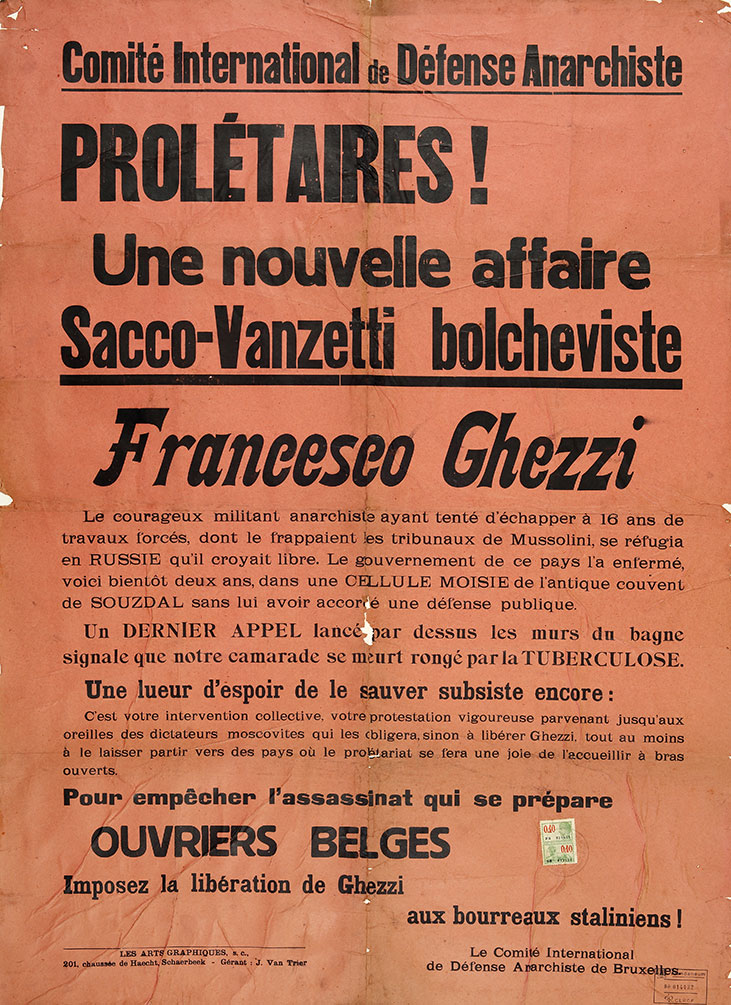 Comité International de Défense Anarchiste
PROLÉTAIRES !
Une nouvelle affaire
Sacco-Vanzetti bolcheviste
Francesco Ghezzi
Le courageux militant anarchiste ayant tenté d'échapper à 16 ans de
travaux forcés, dont le frappaient les tribunaux de Mussolini, se réfugia
en RUSSIE qu'il croyait libre. Le gouvernement de ce pays l'a enfermé,
voici bientôt deux ans, dans une CELLULE MOISIE de l'antique couvent
de SOUZDAL sans lui avoir accordé une défense publique.
Un DERNIER APPEL lancé par dessus les murs du bagne
signale que notre camarade se meurt rongé par la TUBERCULOSE.
Une lueur d'espoir de le sauver subsiste encore :
C'est votre intervention collective, votre protestation vigoureuse parvenant jusqu'aux
oreilles des dictateurs moscovites qui les obligera, sinon à libérer Ghezzi, tout au moins
à le laisser partir vers des pays où le prolétariat se fera une joie de l'accueillir à bras
ouverts.
Pour empêcher l'assassinat qui se prépare
OUVRIERS BELGES
0,40
0,40
Imposez la libération de Ghezzi
aux bourreaux staliniens !
LES ARTS GRAPHIQUES, s. c.,
201, chaussée de Haecht, Schaerbeek - Gérant : J. Van Trier
Le Comité International
de Défense Anarchiste de Bruxelles.